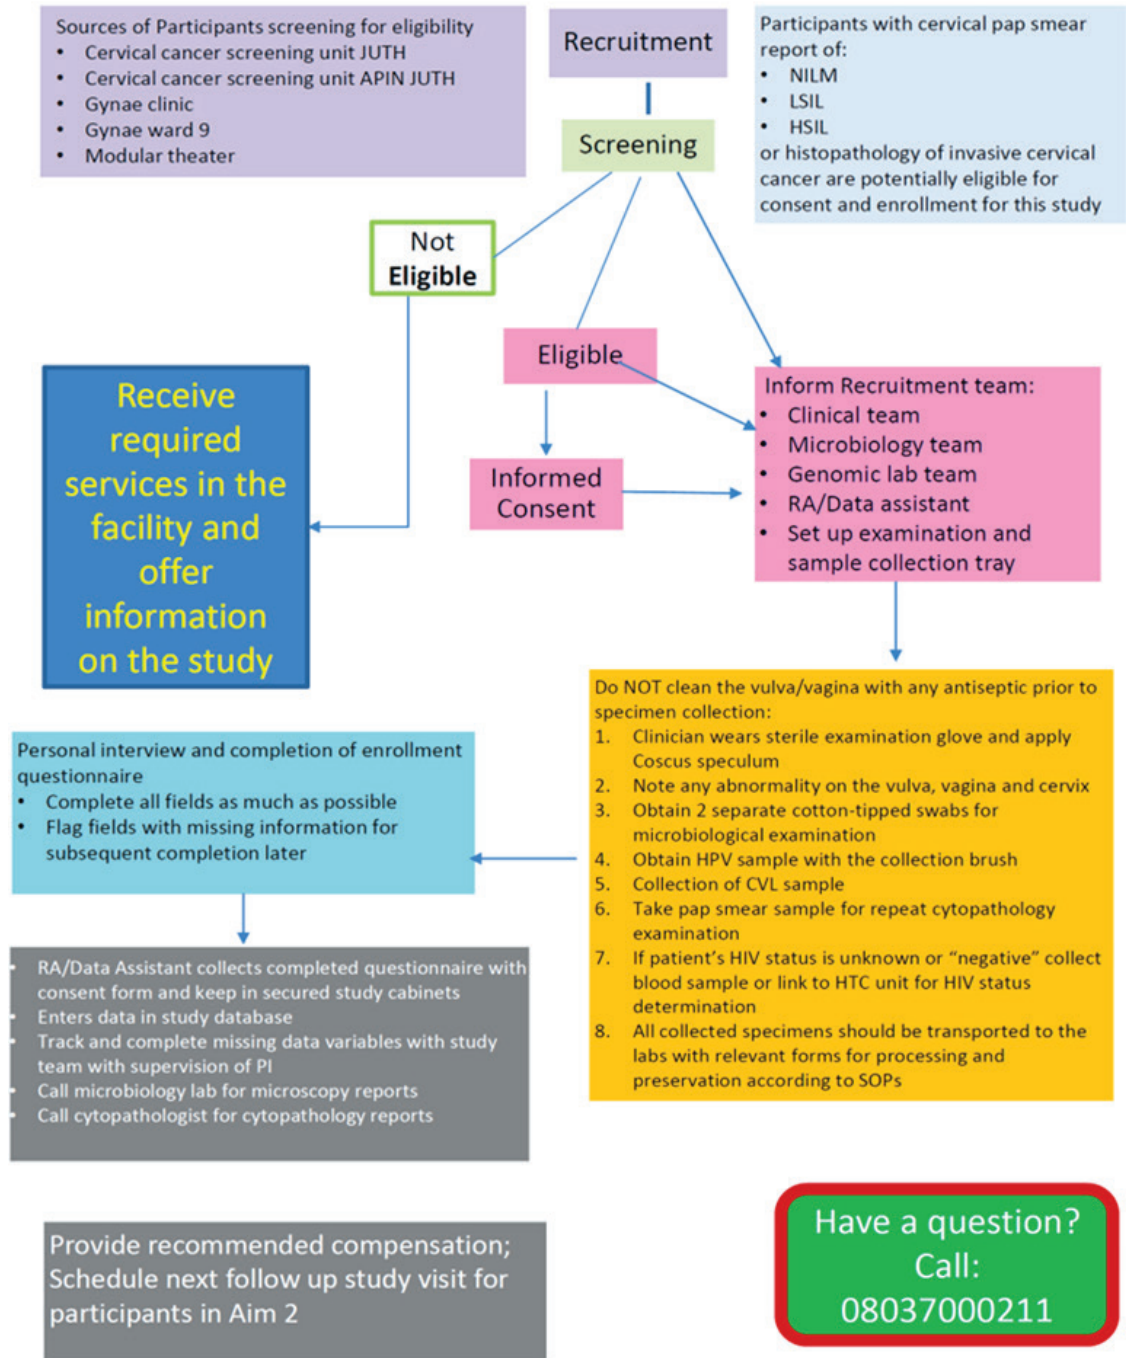 Sources of Participants screening for eligibility
• Cervical cancer screening unit JUTH
• Cervical cancer screening unit APIN JUTH
• Gynae clinic
• Gynae ward 9
• Modular theater
Recruitment
Participants with cervical pap smear
report of:
• NILM
• LSIL
• HSIL
or histopathology of invasive cervical
cancer are potentially eligible for
consent and enrollment for this study
Screening
Not
Eligible
Eligible
Receive
required
services in the
facility and
offer
information
on the study
Informed
Consent
Inform Recruitment team:
• Clinical team
• Microbiology team
• Genomic lab team
• RA/Data assistant
• Set up examination and
sample collection tray
Do NOT clean the vulva/vagina with any antiseptic prior to
specimen collection:
1. Clinician wears sterile examination glove and apply
Coscus speculum
2. Note any abnormality on the vulva, vagina and cervix
3. Obtain 2 separate cotton-tipped swabs for
microbiological examination
4. Obtain HPV sample with the collection brush
5. Collection of CVL sample
6. Take pap smear sample for repeat cytopathology
examination
7. If patient's HIV status is unknown or “negative” collect
blood sample or link to HTC unit for HIV status
determination
8. All collected specimens should be transported to the
labs with relevant forms for processing and
preservation according to SOPs
Personal interview and completion of enrollment
questionnaire
• Complete all fields as much as possible
• Flag fields with missing information for
subsequent completion later
• RA/Data Assistant collects completed questionnaire with
consent form and keep in secured study cabinets
• Enters data in study database
• Track and complete missing data variables with study
team with supervision of PI
• Call microbiology lab for microscopy reports
• Call cytopathologist for cytopathology reports
Provide recommended compensation;
Schedule next follow up study visit for
participants in Aim 2
Have a question?
Call:
08037000211